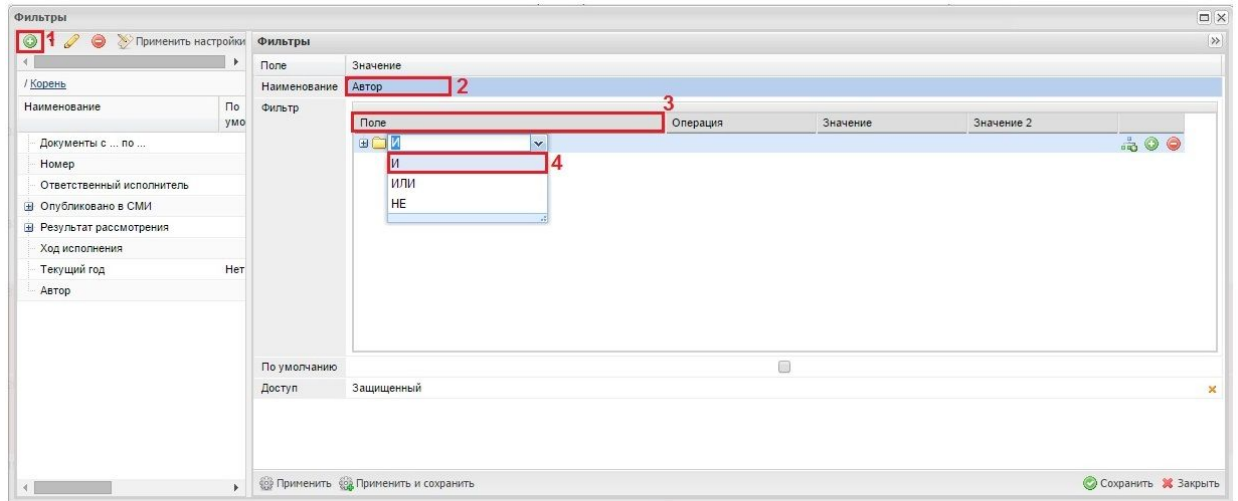 Фильтры
1
Применить настройки
Фильтры
Поле Значение
/ Корень
Наименование Автор 2
Наименование По умо
Фильтр
3
Поле Операция Значение Значение 2
И
И 4
ИЛИ
НЕ
Документы с ... по ...
Номер
Ответственный исполнитель
Опубликовано в СМИ
Результат рассмотрения
Ход исполнения
Текущий год Нет
Автор
По умолчанию
Доступ Защищенный
Применить Применить и сохранить Сохранить Закрыть